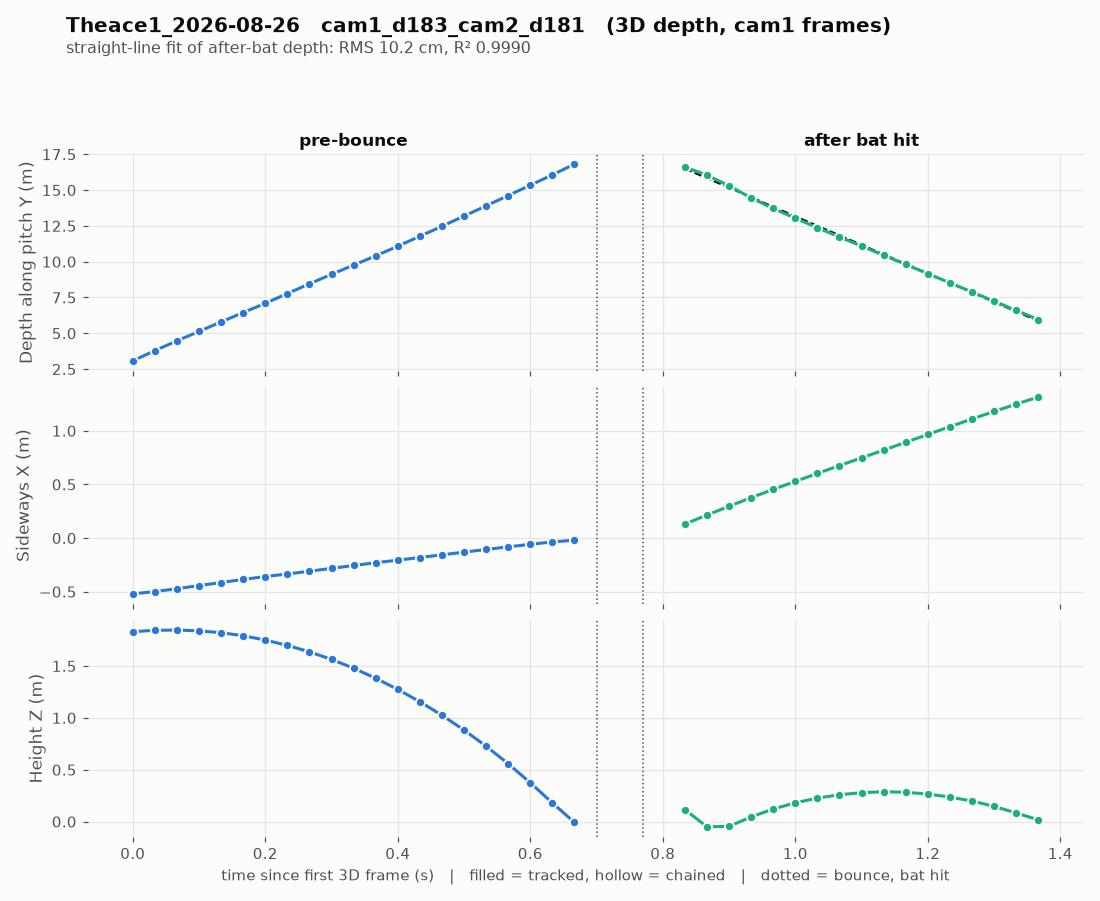 Theace1_2026-08-26   cam1_d183_cam2_d181   (3D depth, cam1 frames)
straight-line fit of after-bat depth: RMS 10.2 cm, R² 0.9990
pre-bounce
after bat hit
Depth along pitch Y (m)
17.5
15.0
12.5
10.0
7.5
5.0
2.5
Sideways X (m)
1.0
0.5
0.0
−0.5
Height Z (m)
1.5
1.0
0.5
0.0
0.0 0.2 0.4 0.6 0.8 1.0 1.2 1.4
time since first 3D frame (s)   |   filled = tracked, hollow = chained   |   dotted = bounce, bat hit